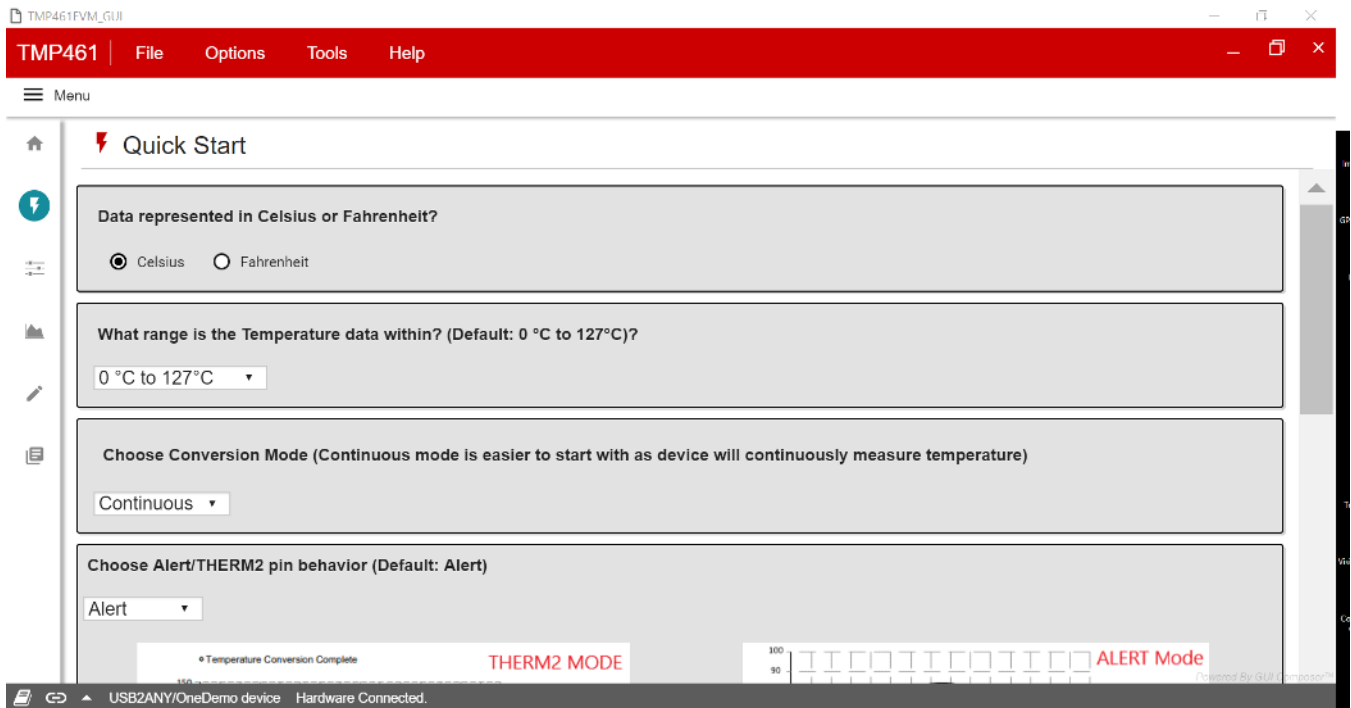 TMP461EVM_GUI
TMP461 File Options Tools Help
Menu
Quick Start
Data represented in Celsius or Fahrenheit?
Celsius Fahrenheit
What range is the Temperature data within? (Default: 0 °C to 127°C)?
0 °C to 127°C
Choose Conversion Mode (Continuous mode is easier to start with as device will continuously measure temperature)
Continuous
Choose Alert/THERM2 pin behavior (Default: Alert)
Alert
Temperature Conversion Complete THERM2 MODE
150
100 ALERT Mode
90
Powered By GUI Composer™
USB2ANY/OneDemo device Hardware Connected.